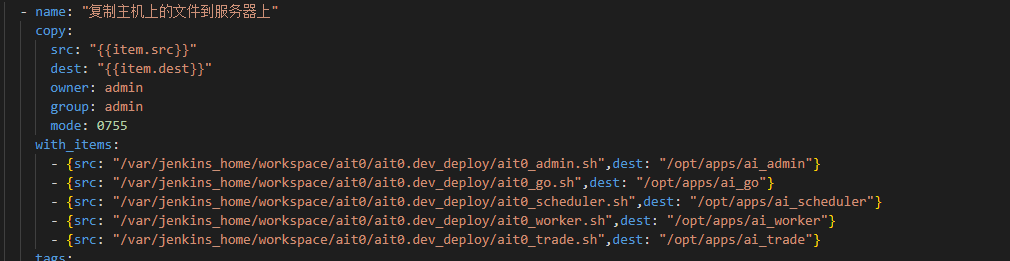 - name: "复制主机上的文件到服务器上"
copy:
src: "{{item.src}}"
dest: "{{item.dest}}"
owner: admin
group: admin
mode: 0755
with_items:
- {src: "/var/jenkins_home/workspace/ait0/ait0.dev_deploy/ait0_admin.sh",dest: "/opt/apps/ai_admin"}
- {src: "/var/jenkins_home/workspace/ait0/ait0.dev_deploy/ait0_go.sh",dest: "/opt/apps/ai_go"}
- {src: "/var/jenkins_home/workspace/ait0/ait0.dev_deploy/ait0_scheduler.sh",dest: "/opt/apps/ai_scheduler"}
- {src: "/var/jenkins_home/workspace/ait0/ait0.dev_deploy/ait0_worker.sh",dest: "/opt/apps/ai_worker"}
- {src: "/var/jenkins_home/workspace/ait0/ait0.dev_deploy/ait0_trade.sh",dest: "/opt/apps/ai_trade"}
tags: